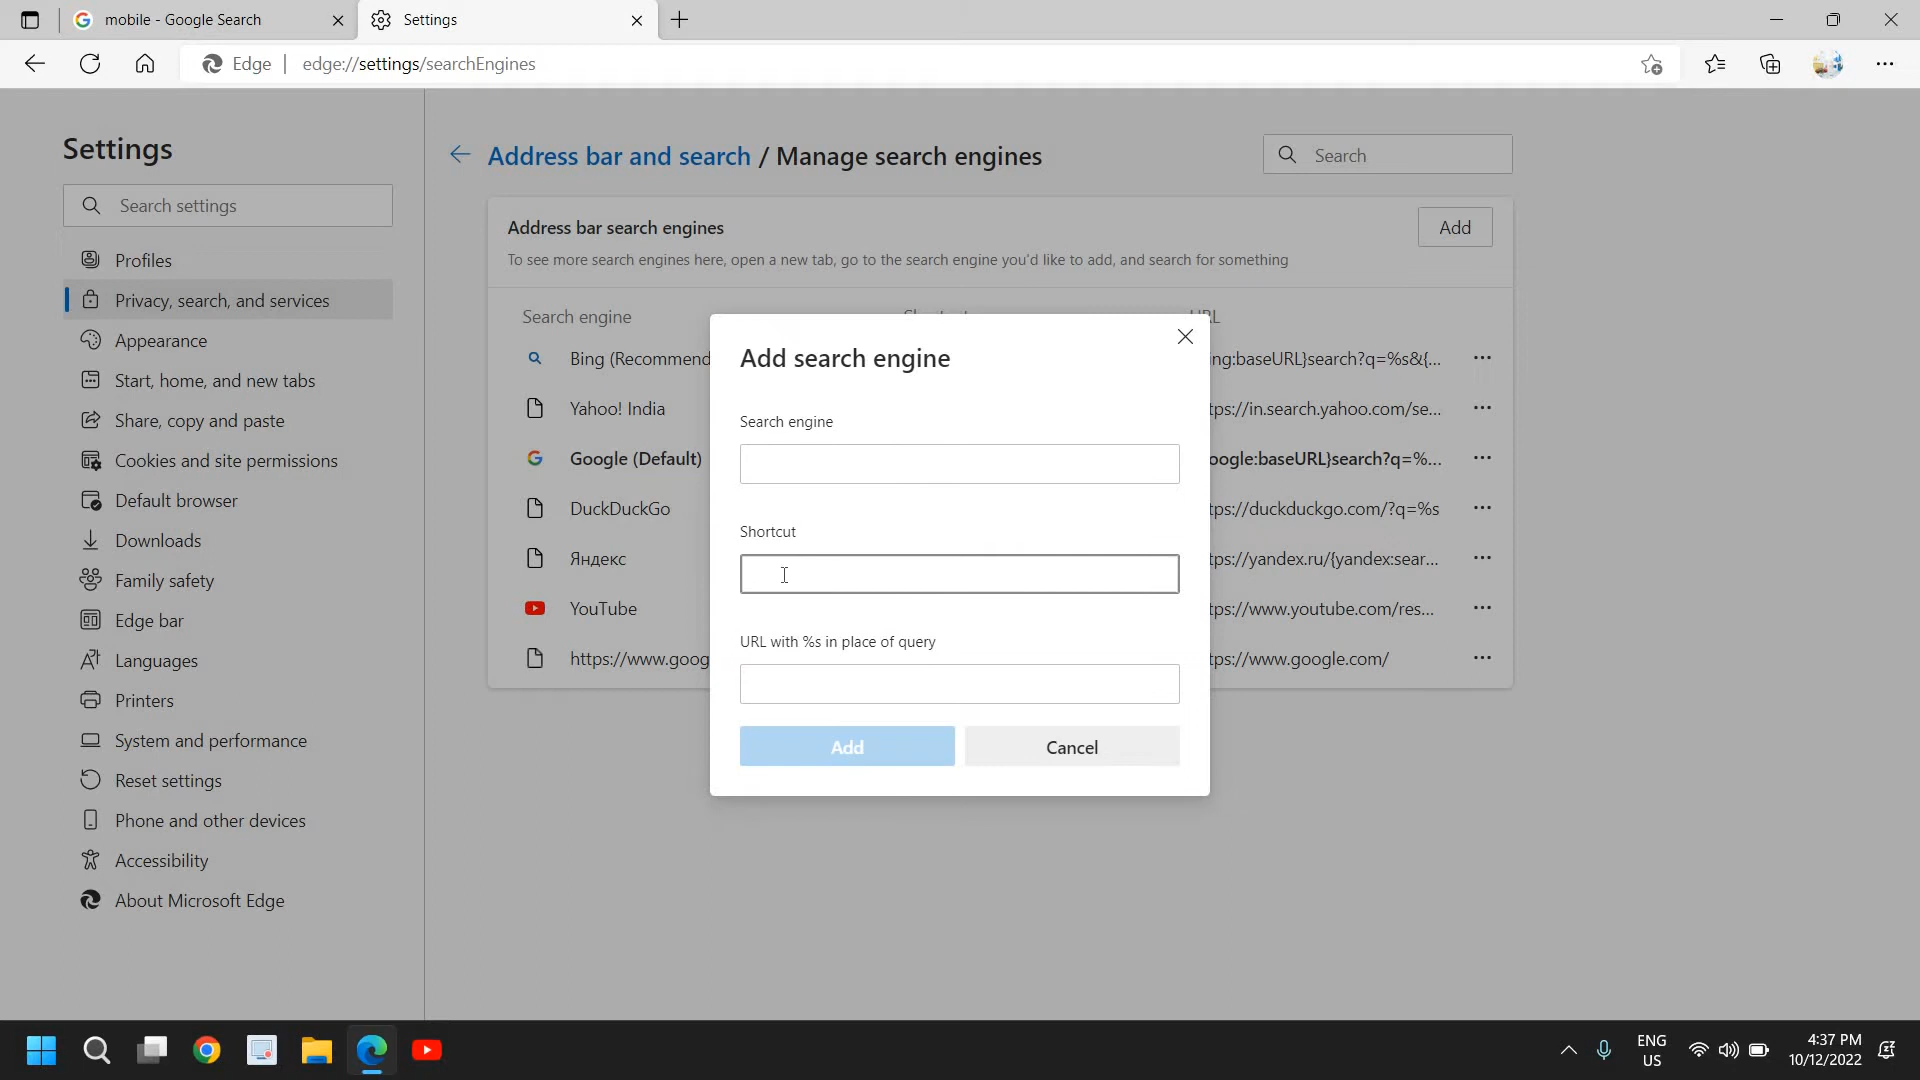 mobile - Google Search
Settings
Edge
edge://settings/searchEngines
Settings
Search settings
Profiles
Privacy, search, and services
Appearance
Start, home, and new tabs
Share, copy and paste
Cookies and site permissions
Default browser
Downloads
Family safety
Edge bar
Languages
Printers
System and performance
Reset settings
Phone and other devices
Accessibility
About Microsoft Edge
Address bar and search / Manage search engines
Search
Address bar search engines
Add
To see more search engines here, open a new tab, go to the search engine you'd like to add, and search for something
Search engine
Bing (Recommend
ing:baseURL}search?q=%s&{...
Yahoo! India
tps://in.search.yahoo.com/se...
Google (Default)
oogle:baseURL}search?q=%...
DuckDuckGo
tps://duckduckgo.com/?q=%s
Яндекс
tps://yandex.ru/{yandex:sear...
YouTube
tps://www.youtube.com/res...
https://www.goog
tps://www.google.com/
Add search engine
Search engine
Shortcut
URL with %s in place of query
Add
Cancel
ENG
US
4:37 PM
10/12/2022